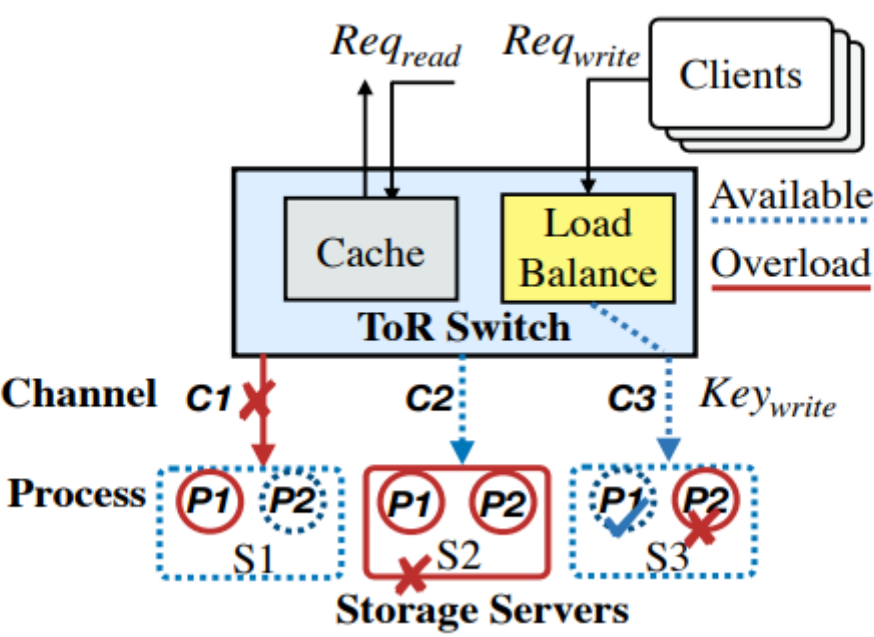 Req_read Req_write Clients
Available
Cache Load Balance
Overload
ToR Switch
Channel C1 C2 C3 Key_write
Process P1 P2 P1 P2 P1 P2
S1 S2 S3
Storage Servers